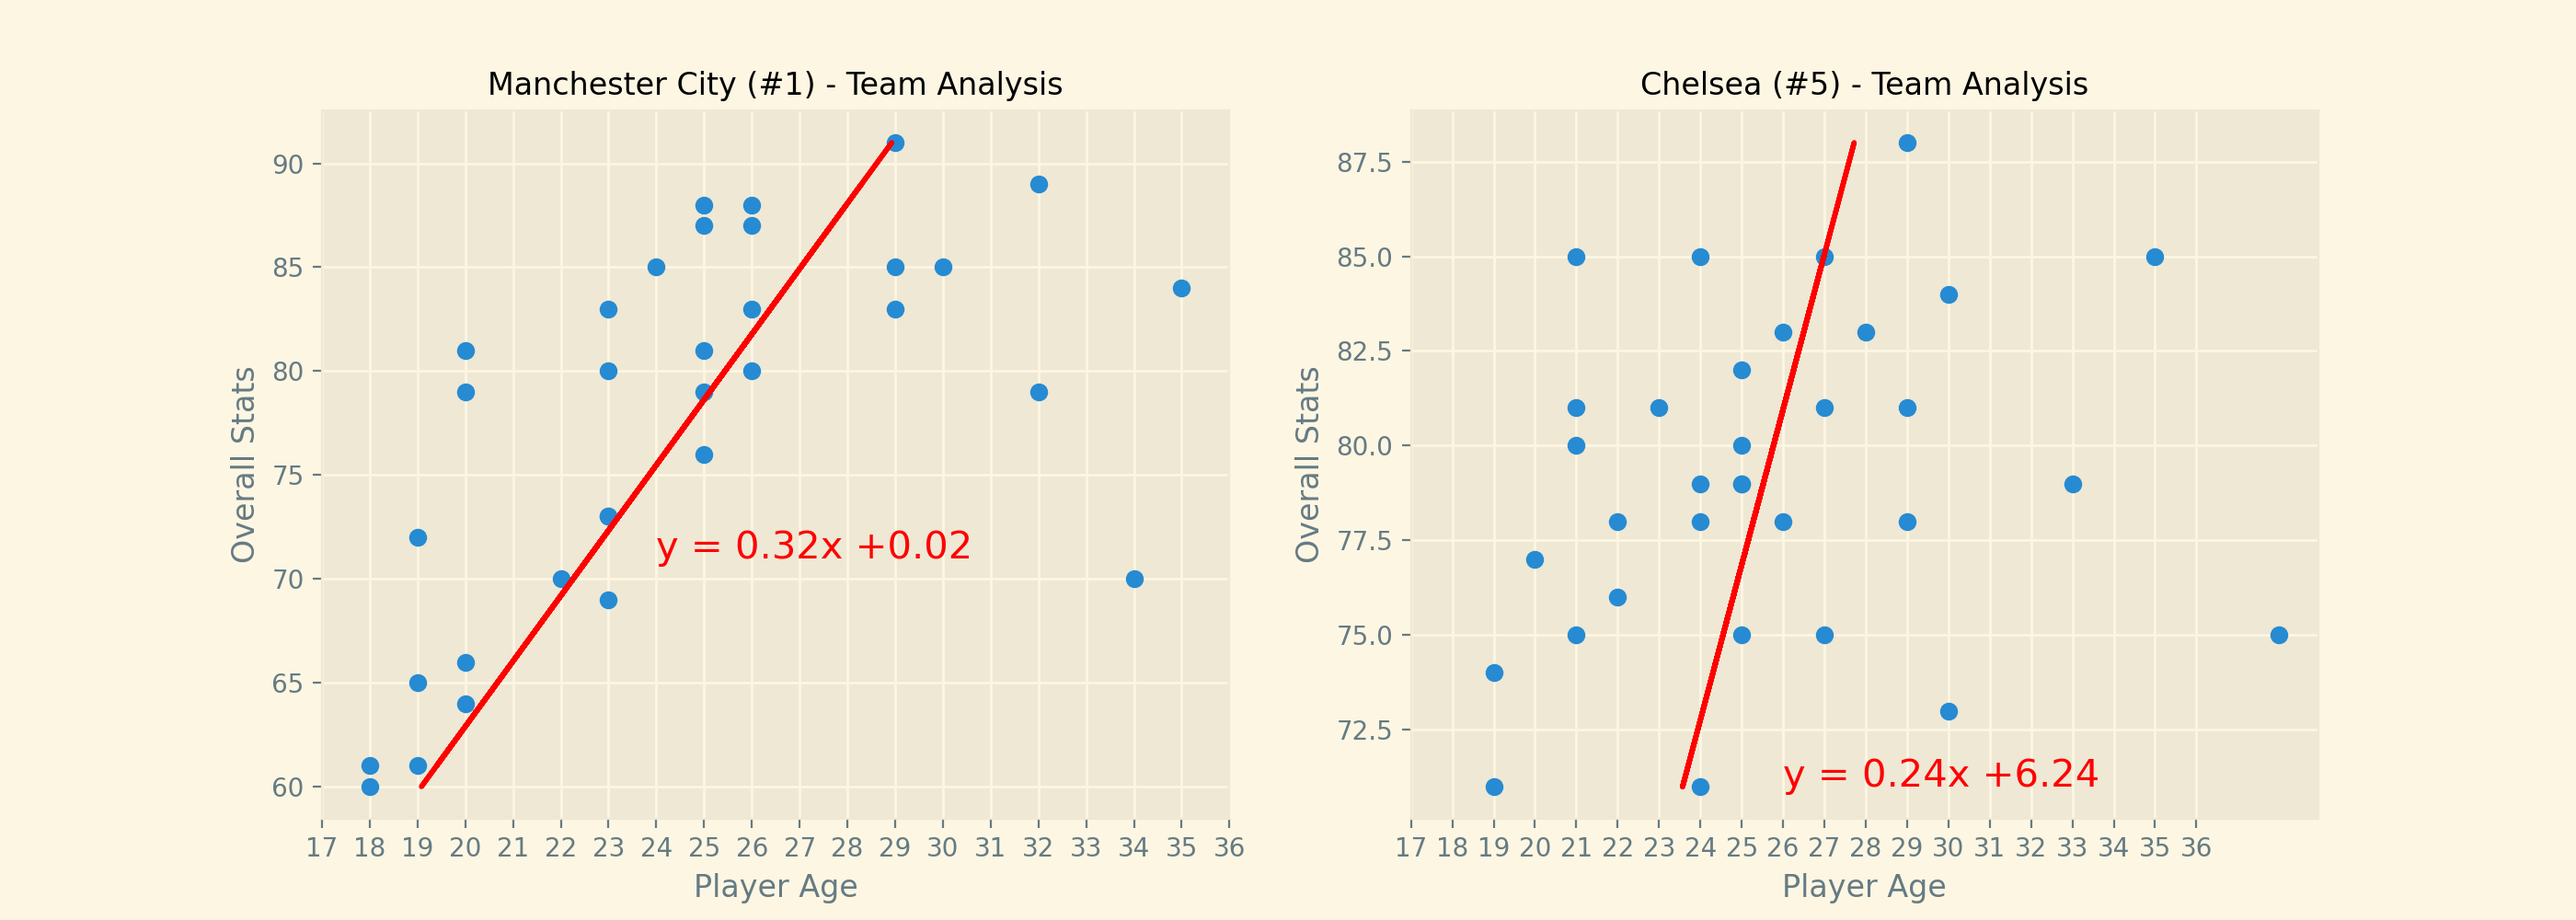 Manchester City (#1) - Team Analysis
90
85
80
75
70
65
60
Overall Stats
y = 0.32x +0.02
17 18 19 20 21 22 23 24 25 26 27 28 29 30 31 32 33 34 35 36
Player Age
Chelsea (#5) - Team Analysis
87.5
85.0
82.5
80.0
77.5
75.0
72.5
Overall Stats
y = 0.24x +6.24
17 18 19 20 21 22 23 24 25 26 27 28 29 30 31 32 33 34 35 36
Player Age